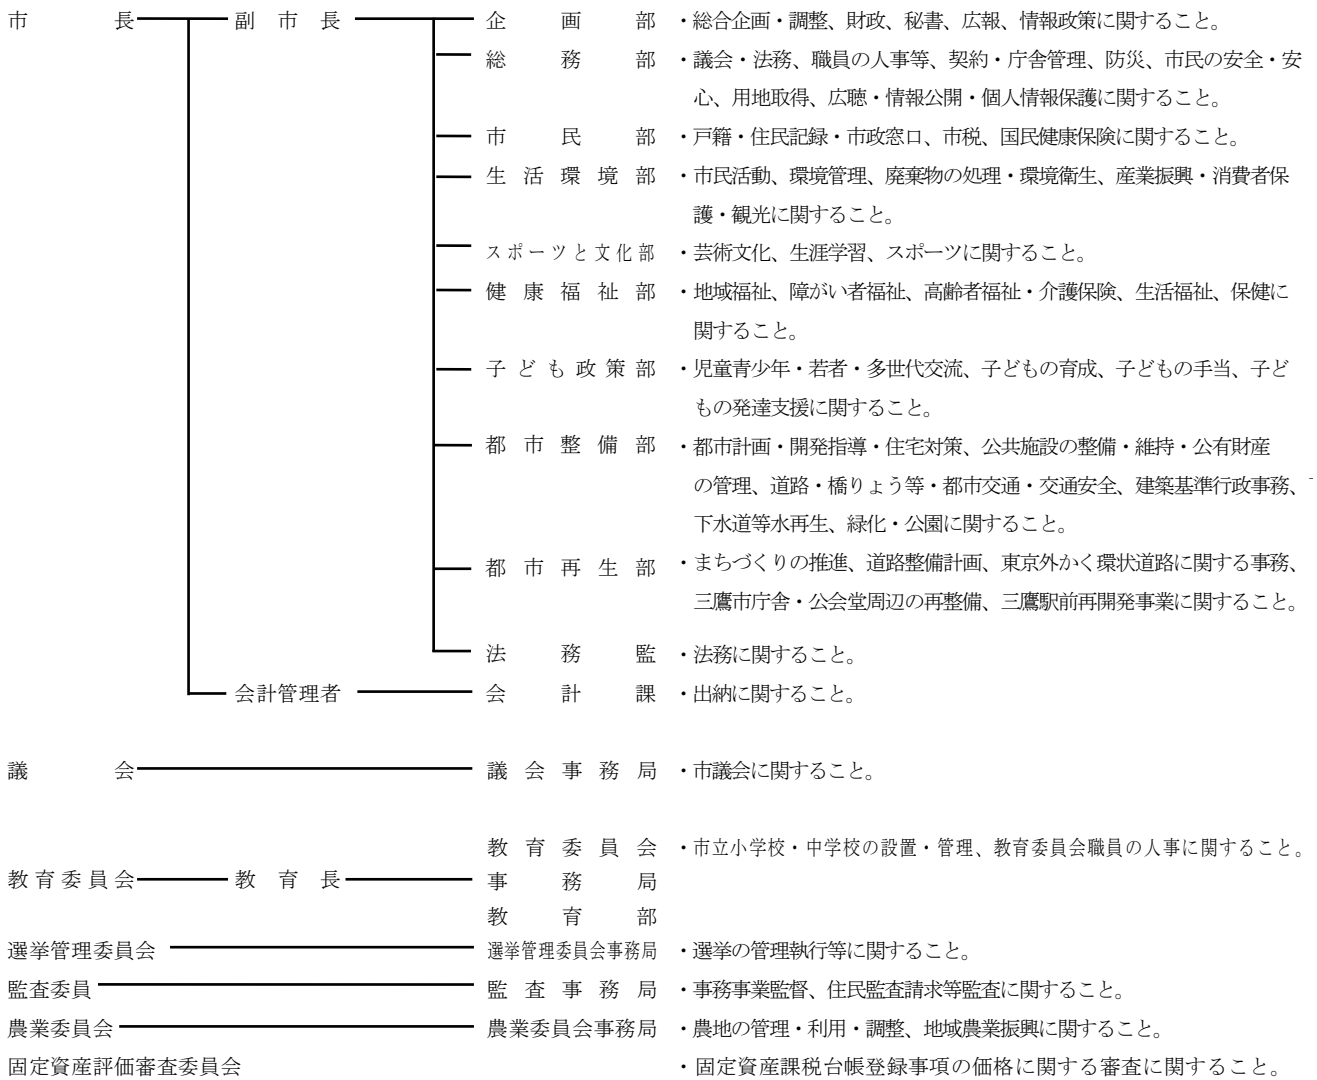 市長 副市長 企画部 ・総合企画・調整、財政、秘書、広報、情報政策に関すること。
総務部 ・議会・法務、職員の人事等、契約・庁舎管理、防災、市民の安全・安
心、用地取得、広聴・情報公開・個人情報保護に関すること。
市民部 ・戸籍・住民記録・市政窓口、市税、国民健康保険に関すること。
生活環境部 ・市民活動、環境管理、廃棄物の処理・環境衛生、産業振興・消費者保
護・観光に関すること。
スポーツと文化部 ・芸術文化、生涯学習、スポーツに関すること。
健康福祉部 ・地域福祉、障がい者福祉、高齢者福祉・介護保険、生活福祉、保健に
関すること。
子ども政策部 ・児童青少年・若者・多世代交流、子どもの育成、子どもの手当、子ど
もの発達支援に関すること。
都市整備部 ・都市計画・開発指導・住宅対策、公共施設の整備・維持・公有財産
の管理、道路・橋りょう等・都市交通・交通安全、建築基準行政事務、
下水道等水再生、緑化・公園に関すること。
都市再生部 ・まちづくりの推進、道路整備計画、東京外かく環状道路に関する事務、
三鷹市庁舎・公会堂周辺の再整備、三鷹駅前再開発事業に関すること。
法務監 ・法務に関すること。
会計管理者 会計課 ・出納に関すること。
議会 議会事務局 ・市議会に関すること。
教育委員会 ・市立小学校・中学校の設置・管理、教育委員会職員の人事に関すること。
教育委員会 教育長 事務局
教育部
選挙管理委員会 選挙管理委員会事務局 ・選挙の管理執行等に関すること。
監査委員 監査事務局 ・事務事業監督、住民監査請求等監査に関すること。
農業委員会 農業委員会事務局 ・農地の管理・利用・調整、地域農業振興に関すること。
固定資産評価審査委員会 ・固定資産課税台帳登録事項の価格に関する審査に関すること。